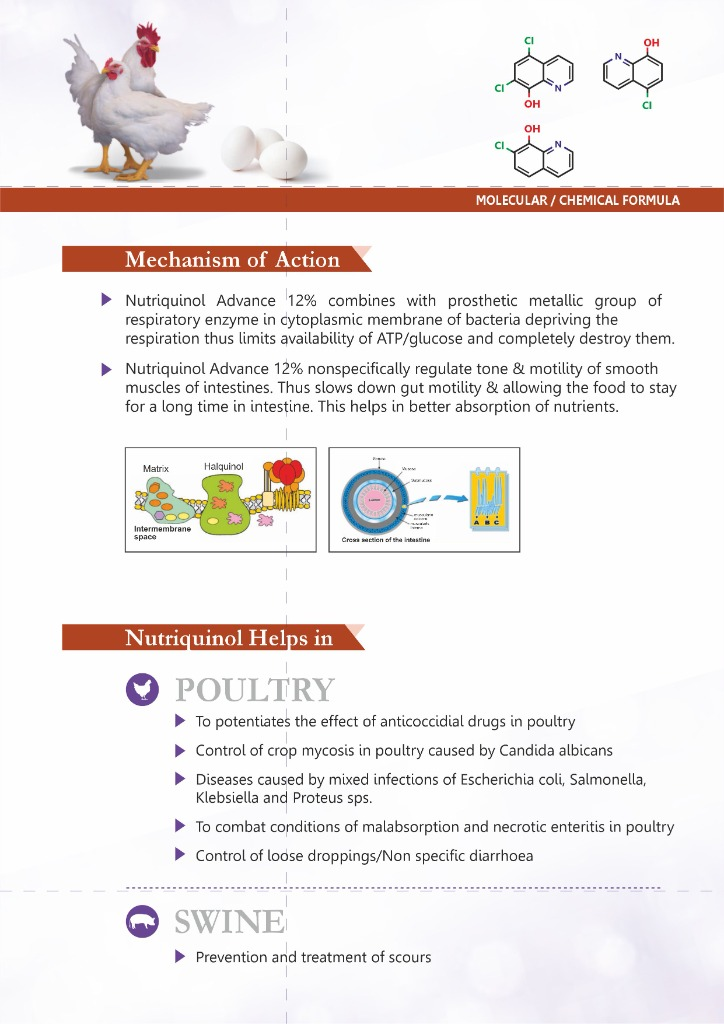 Cl
Cl
N
OH
N
OH
Cl
OH
Cl
N
MOLECULAR / CHEMICAL FORMULA
Mechanism of Action
Nutriquinol Advance 12% combines with prosthetic metallic group of
respiratory enzyme in cytoplasmic membrane of bacteria depriving the
respiration thus limits availability of ATP/glucose and completely destroy them.
Nutriquinol Advance 12% nonspecifically regulate tone & motility of smooth
muscles of intestines. Thus slows down gut motility & allowing the food to stay
for a long time in intestine. This helps in better absorption of nutrients.
Matrix
Halquinol
Intermembrane
space
Mucosa
Submucosa
Lumen
A B C
Cross section of the intestine
Nutriquinol Helps in
POULTRY
To potentiates the effect of anticoccidial drugs in poultry
Control of crop mycosis in poultry caused by Candida albicans
Diseases caused by mixed infections of Escherichia coli, Salmonella,
Klebsiella and Proteus sps.
To combat conditions of malabsorption and necrotic enteritis in poultry
Control of loose droppings/Non specific diarrhoea
SWINE
Prevention and treatment of scours